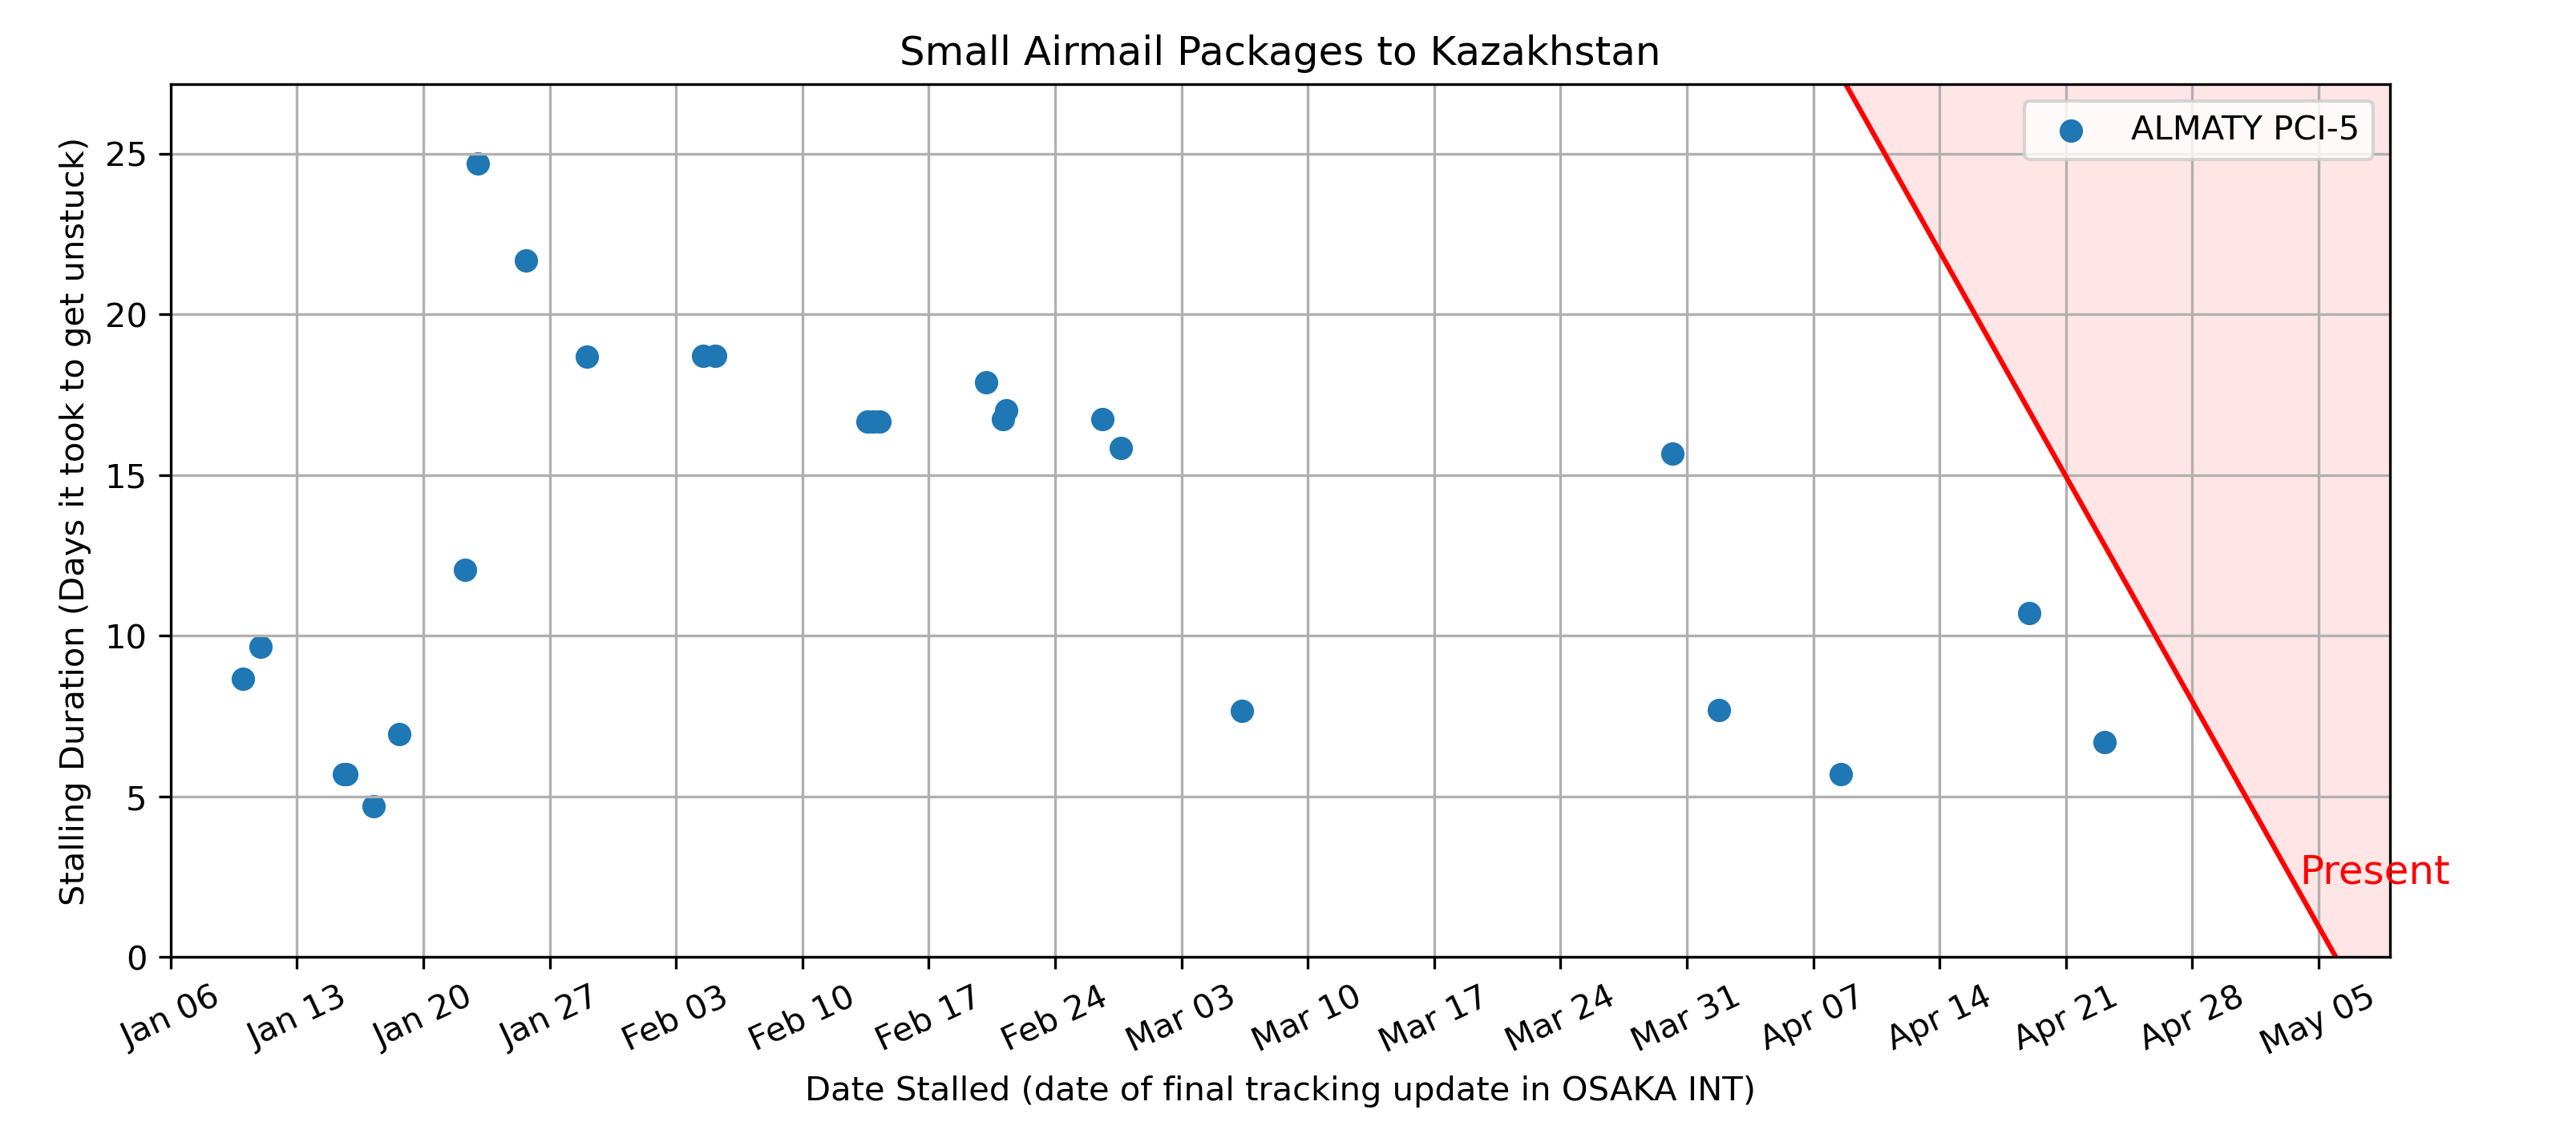 Small Airmail Packages to Kazakhstan
ALMATY PCI-5
Stalling Duration (Days it took to get unstuck)
25
20
15
10
5
0
Present
Jan 06
Jan 13
Jan 20
Jan 27
Feb 03
Feb 10
Feb 17
Feb 24
Mar 03
Mar 10
Mar 17
Mar 24
Mar 31
Apr 07
Apr 14
Apr 21
Apr 28
May 05
Date Stalled (date of final tracking update in OSAKA INT)